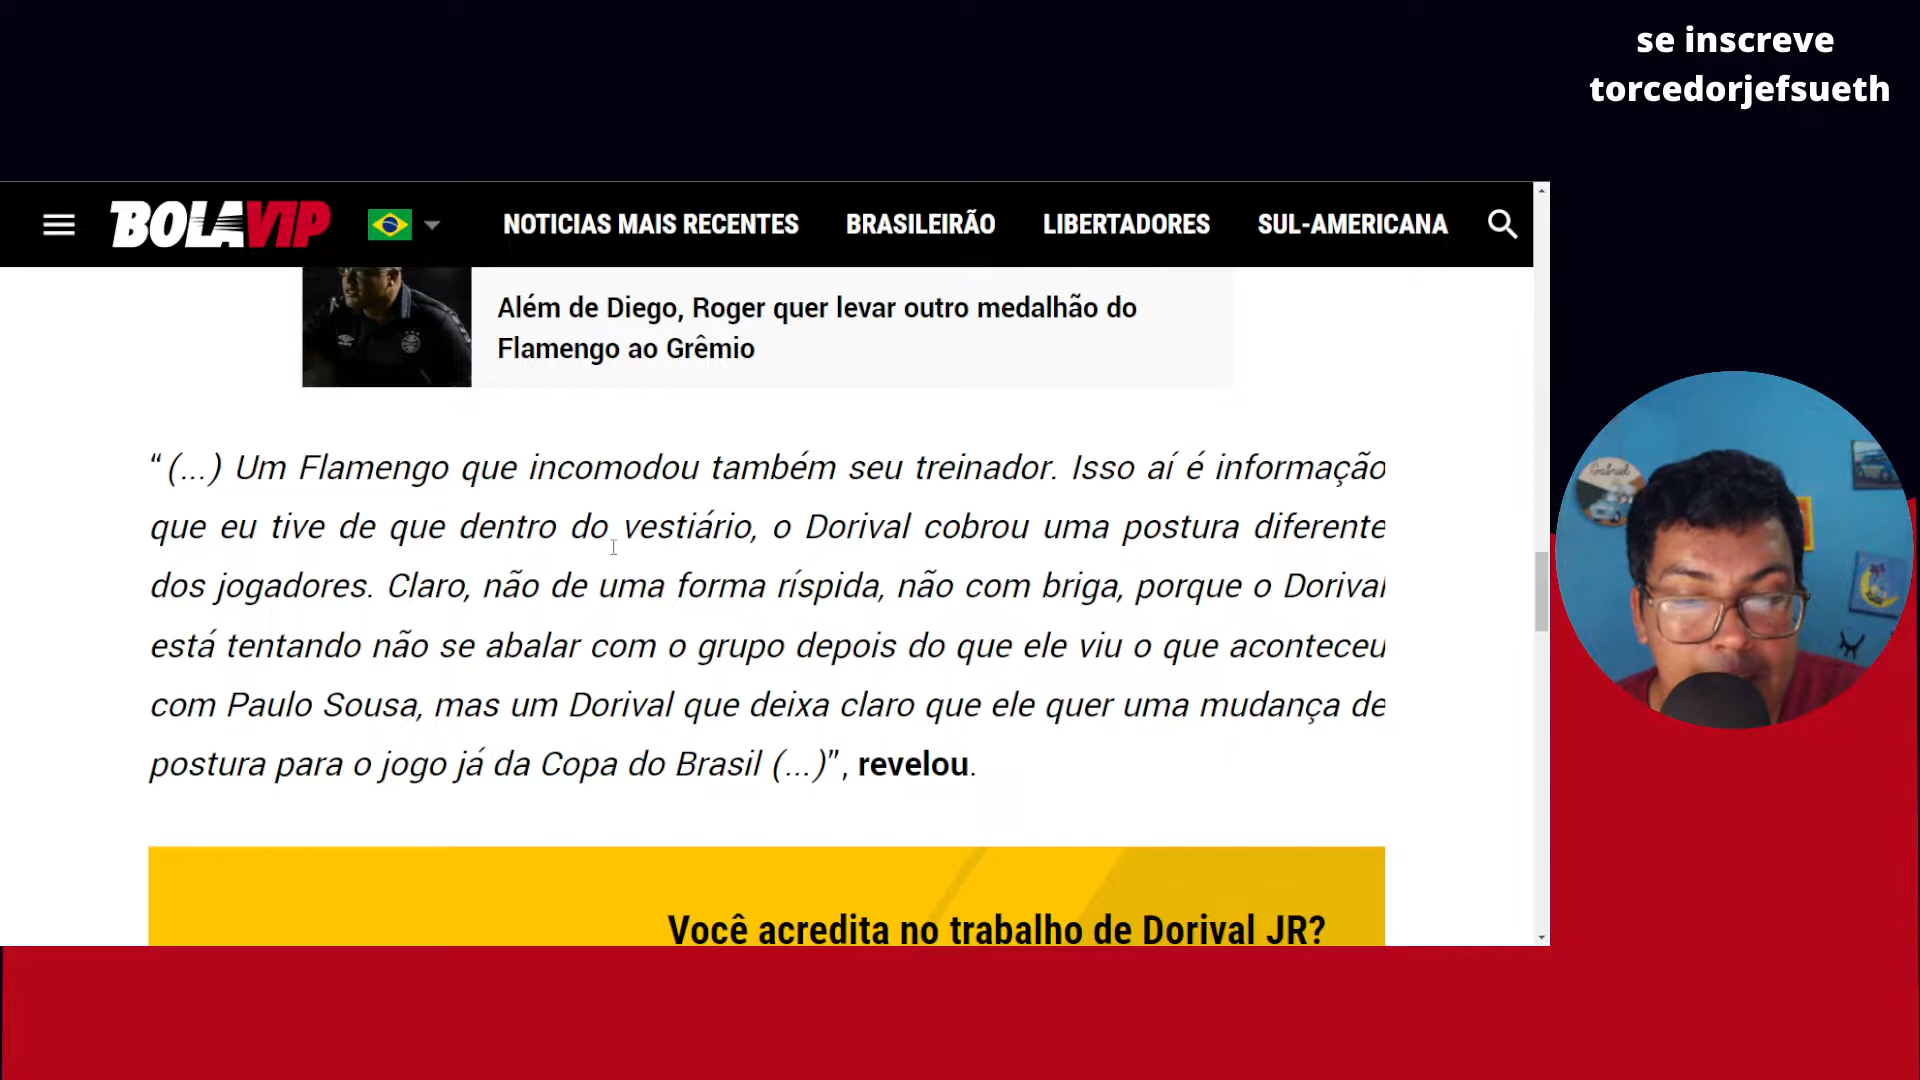 se inscreve
torcedorjefsueth
BOLAVIP
NOTICIAS MAIS RECENTES
BRASILEIRÃO
LIBERTADORES
SUL-AMERICANA
Além de Diego, Roger quer levar outro medalhão do
Flamengo ao Grêmio
“(...) Um Flamengo que incomodou também seu treinador. Isso aí é informação
que eu tive de que dentro do vestiário, o Dorival cobrou uma postura diferente
dos jogadores. Claro, não de uma forma ríspida, não com briga, porque o Dorival
está tentando não se abalar com o grupo depois do que ele viu o que aconteceu
com Paulo Sousa, mas um Dorival que deixa claro que ele quer uma mudança de
postura para o jogo já da Copa do Brasil (...)”, revelou.
Você acredita no trabalho de Dorival JR?
Gabriel